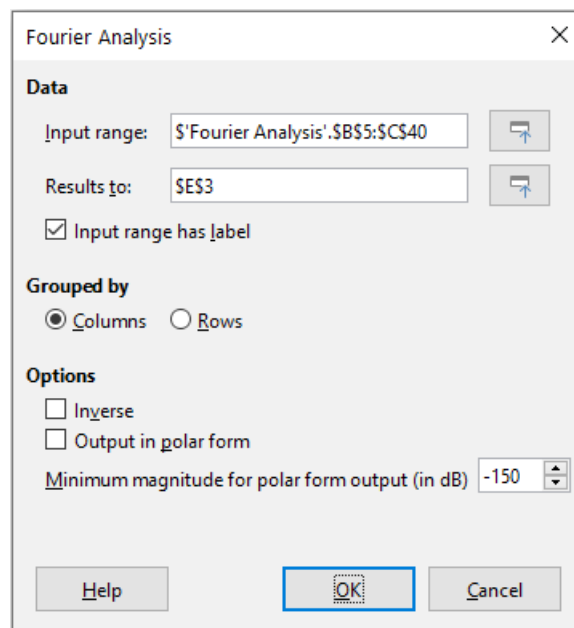 Fourier Analysis
Data
Input range: $'Fourier Analysis'.$B$5:$C$40
Results to: $E$3
Input range has label
Grouped by
Columns Rows
Options
Inverse
Output in polar form
Minimum magnitude for polar form output (in dB) -150
Help OK Cancel